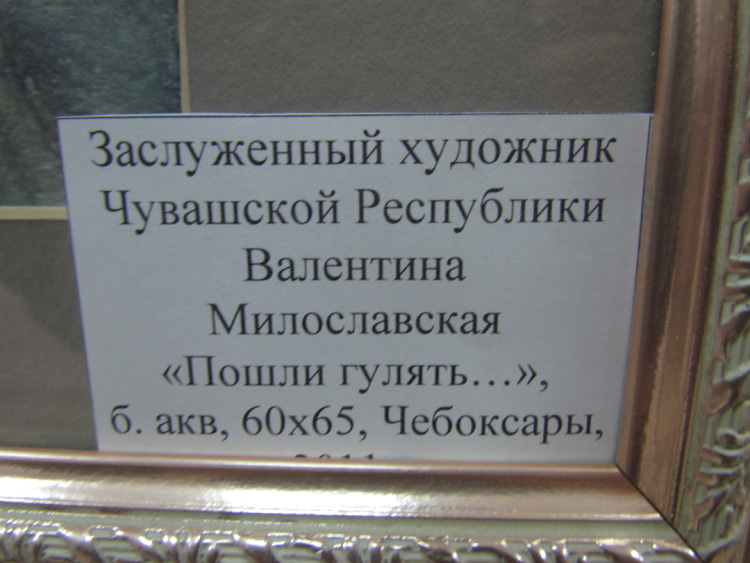 Заслуженный художник
Чувашской Республики
Валентина
Милославская
«Пошли гулять…»,
б. акв, 60х65, Чебоксары,